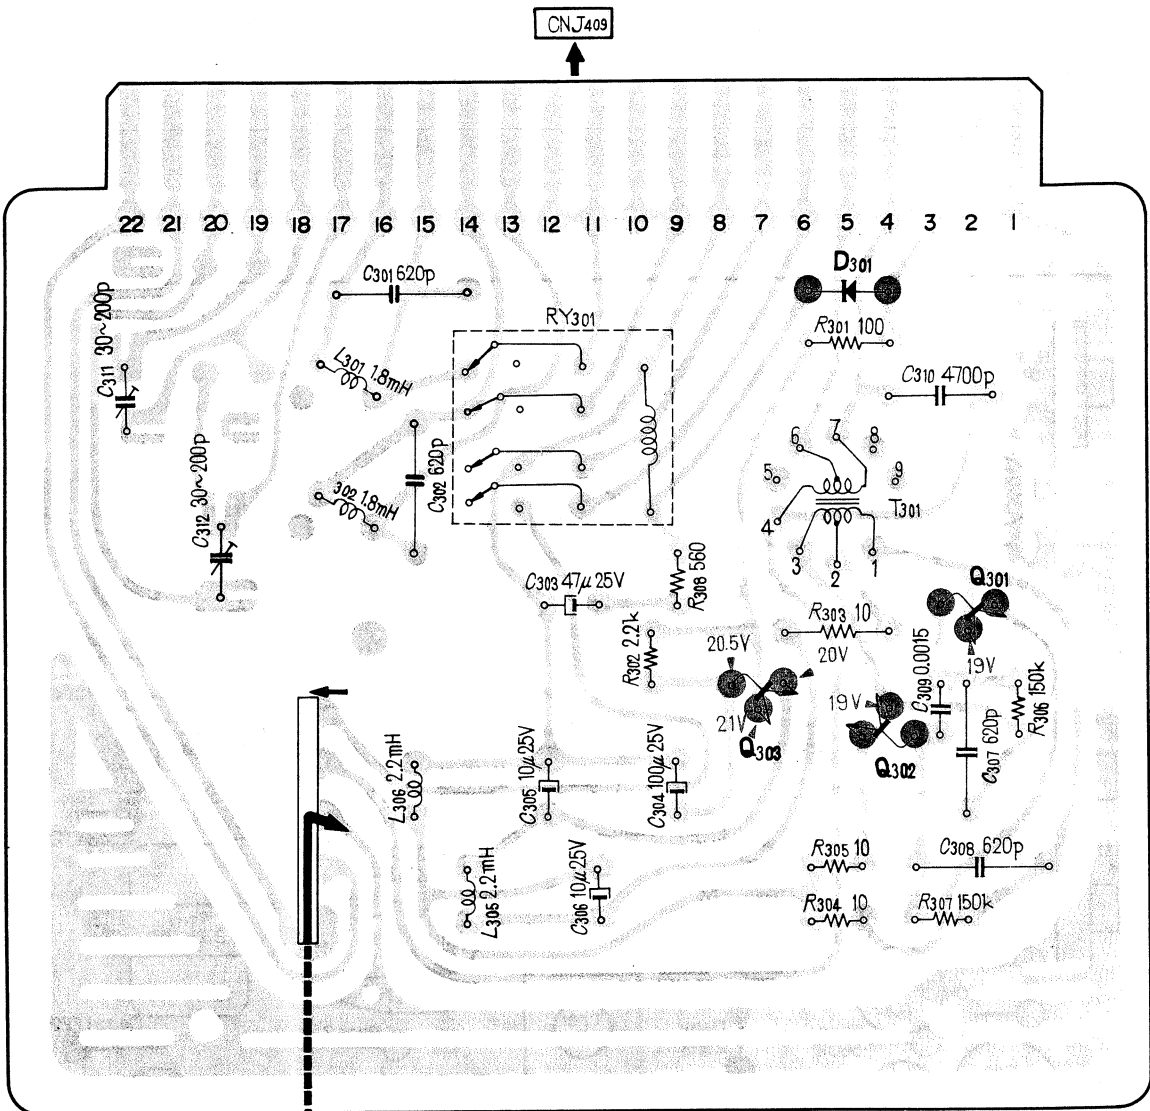 CNJ409
22 21 20 19 18 17 16 15 14 13 12 11 10 9 8 7 6 5 4 3 2 1
C301 620p
D301
C311 30~200p
RY301
R301 100
L301 1.8mH
C310 4700p
C312 30~200p
C302 620p
302 1.8mH
6 7 8
5 9
T301
4
3 2 1
R308 560
C303 47μ 25V
Q301
R302 2.2k
R303 10
20.5V
20V
19V
C309 0.0015
R306 150k
21V
19V
Q303
Q302
C307 620p
L306 2.2mH
C305 10μ 25V
C304 100μ 25V
R305 10
C308 620p
L305 2.2mH
C306 10μ 25V
R304 10
R307 150k